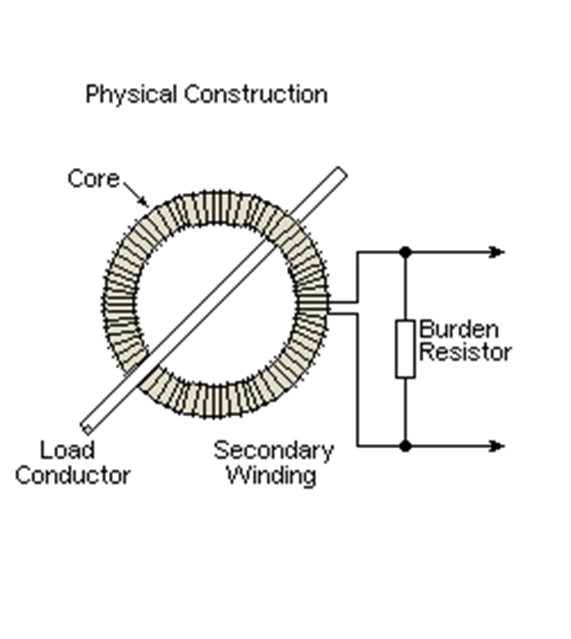 Physical Construction
Core
Burden
Resistor
Load
Conductor
Secondary
Winding